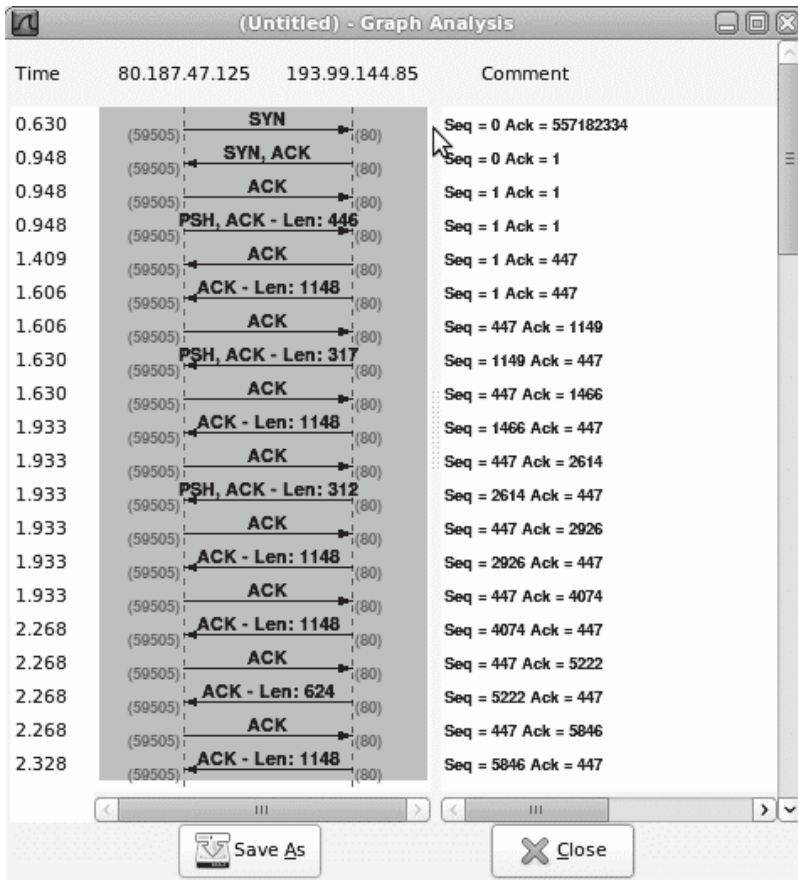 (Untitled) - Graph Analysis
Time 80.187.47.125 193.99.144.85 Comment
0.630 (59505) SYN (80) Seq = 0 Ack = 557182334
0.948 (59505) SYN, ACK (80) Seq = 0 Ack = 1
0.948 (59505) ACK (80) Seq = 1 Ack = 1
0.948 (59505) PSH, ACK - Len: 446 (80) Seq = 1 Ack = 1
1.409 (59505) ACK (80) Seq = 1 Ack = 447
1.606 (59505) ACK - Len: 1148 (80) Seq = 1 Ack = 447
1.606 (59505) ACK (80) Seq = 447 Ack = 1149
1.630 (59505) PSH, ACK - Len: 317 (80) Seq = 1149 Ack = 447
1.630 (59505) ACK (80) Seq = 447 Ack = 1466
1.933 (59505) ACK - Len: 1148 (80) Seq = 1466 Ack = 447
1.933 (59505) ACK (80) Seq = 447 Ack = 2614
1.933 (59505) PSH, ACK - Len: 312 (80) Seq = 2614 Ack = 447
1.933 (59505) ACK (80) Seq = 447 Ack = 2926
1.933 (59505) ACK - Len: 1148 (80) Seq = 2926 Ack = 447
1.933 (59505) ACK (80) Seq = 447 Ack = 4074
2.268 (59505) ACK - Len: 1148 (80) Seq = 4074 Ack = 447
2.268 (59505) ACK (80) Seq = 447 Ack = 5222
2.268 (59505) ACK - Len: 624 (80) Seq = 5222 Ack = 447
2.268 (59505) ACK (80) Seq = 447 Ack = 5846
2.328 (59505) ACK - Len: 1148 (80) Seq = 5846 Ack = 447
Save As Close